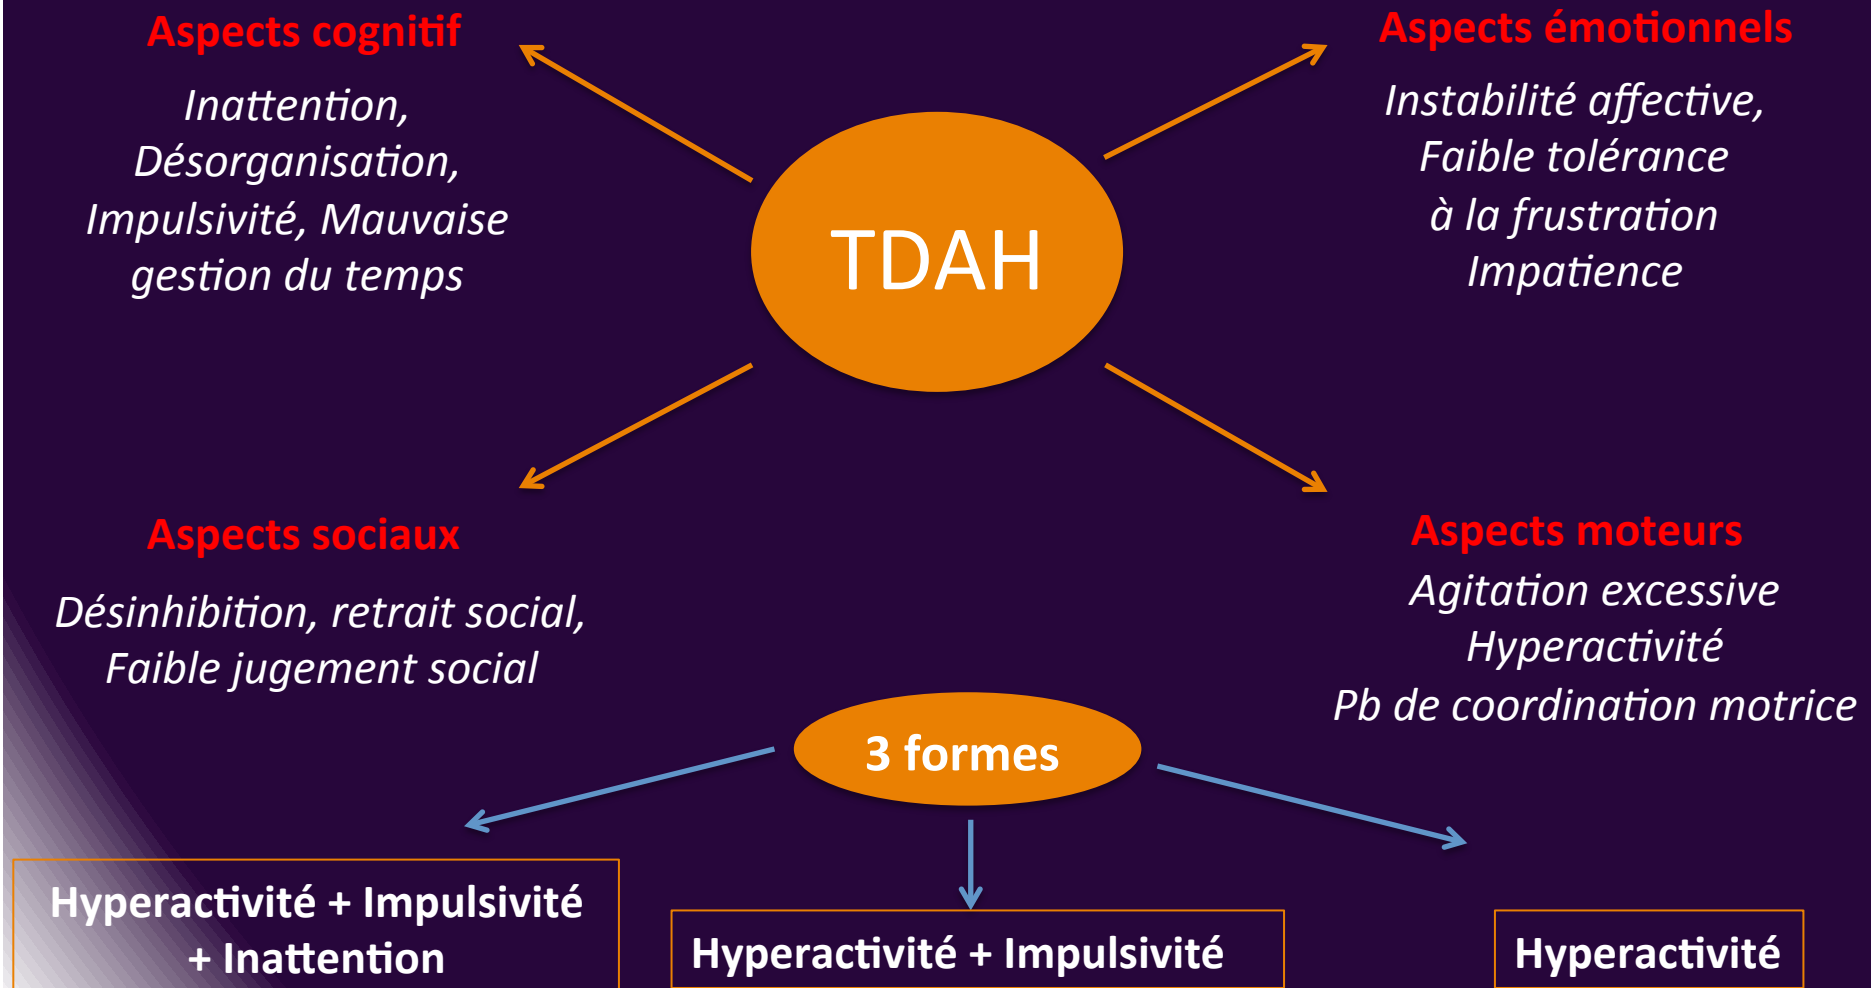 Aspects cognitif
Inattention,
Désorganisation,
Impulsivité, Mauvaise
gestion du temps
Aspects émotionnels
Instabilité affective,
Faible tolérance
à la frustration
Impatience
TDAH
Aspects sociaux
Désinhibition, retrait social,
Faible jugement social
Aspects moteurs
Agitation excessive
Hyperactivité
Pb de coordination motrice
3 formes
Hyperactivité + Impulsivité
+ Inattention
Hyperactivité + Impulsivité
Hyperactivité